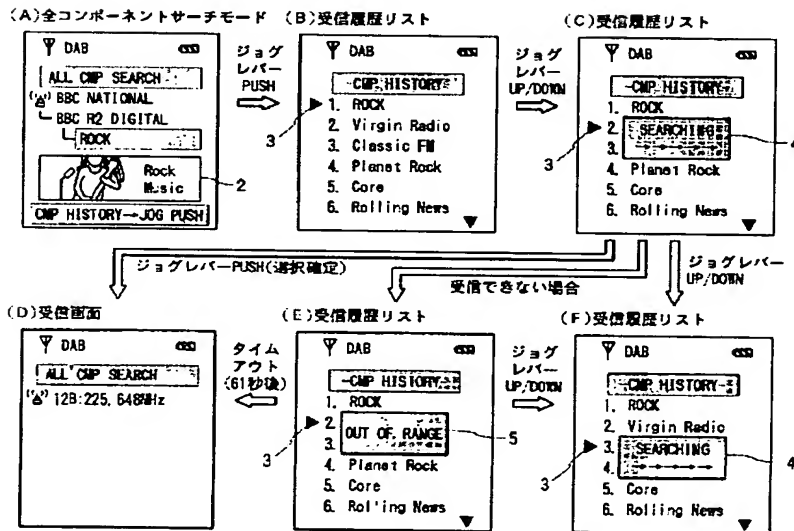 (A)全コンポーネントサーチモード
DAB
ALL CMP SEARCH
BBC NATIONAL
BBC R2 DIGITAL
ROCK
Rock
Music
CMP HISTORY→JOG PUSH
2
ジョグ
レバー
PUSH
(B)受信履歴リスト
DAB
-CMP HISTORY-
1. ROCK
2. Virgin Radio
3. Classic FM
4. Planet Rock
5. Core
6. Rolling News
3
ジョグ
レバー
UP/DOWN
(C)受信履歴リスト
DAB
-CMP HISTORY-
1. ROCK
2.
3.
SEARCHING
4. Planet Rock
5. Core
6. Rolling News
3
4
ジョグレバーPUSH(選択確定)
受信できない場合
ジョグレバー
UP/DOWN
(D)受信画面
DAB
ALL CMP SEARCH
12B:225.648MHz
タイム
アウト
(61秒後)
(E)受信履歴リスト
DAB
-CMP HISTORY-
1. ROCK
2.
3.
OUT OF RANGE
4. Planet Rock
5. Core
6. Rolling News
3
5
ジョグ
レバー
UP/DOWN
(F)受信履歴リスト
DAB
-CMP HISTORY-
1. ROCK
2. Virgin Radio
3.
4.
SEARCHING
5. Core
6. Rolling News
3
4